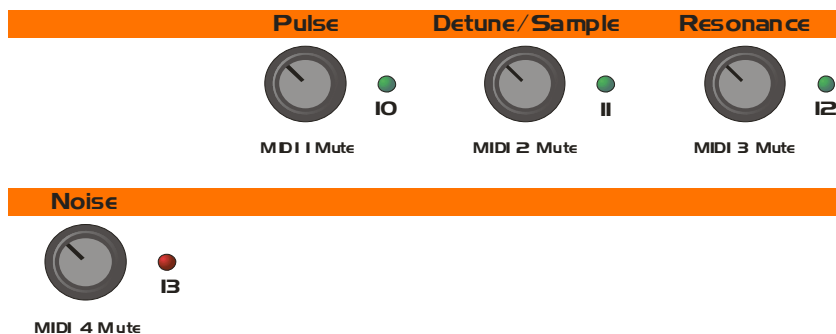 Pulse Detune/Sample Resonance
10 11 12
MIDI 1 Mute MIDI 2 Mute MIDI 3 Mute
Noise
13
MIDI 4 Mute